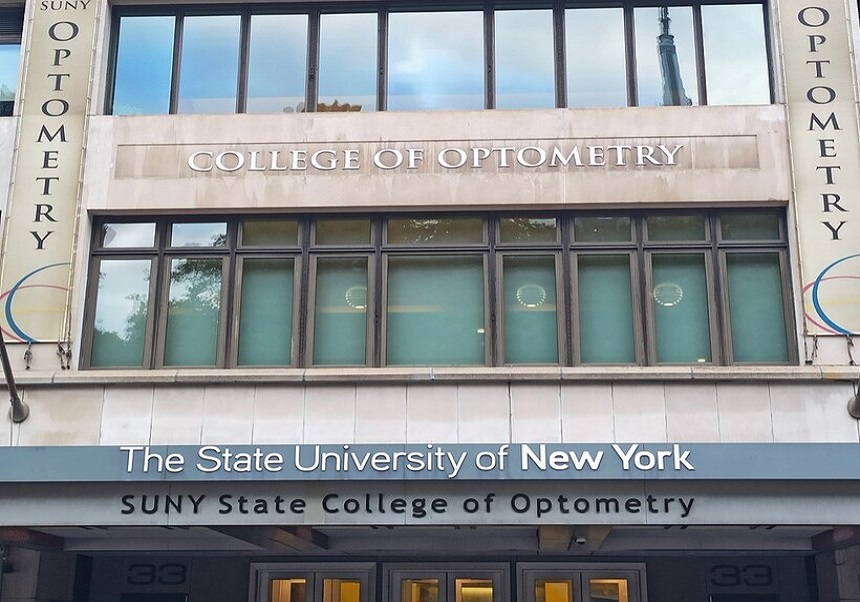 SUNY
OPTOMETRY
OPTOMETRY
COLLEGE OF OPTOMETRY
The State University of New York
SUNY State College of Optometry
33
33